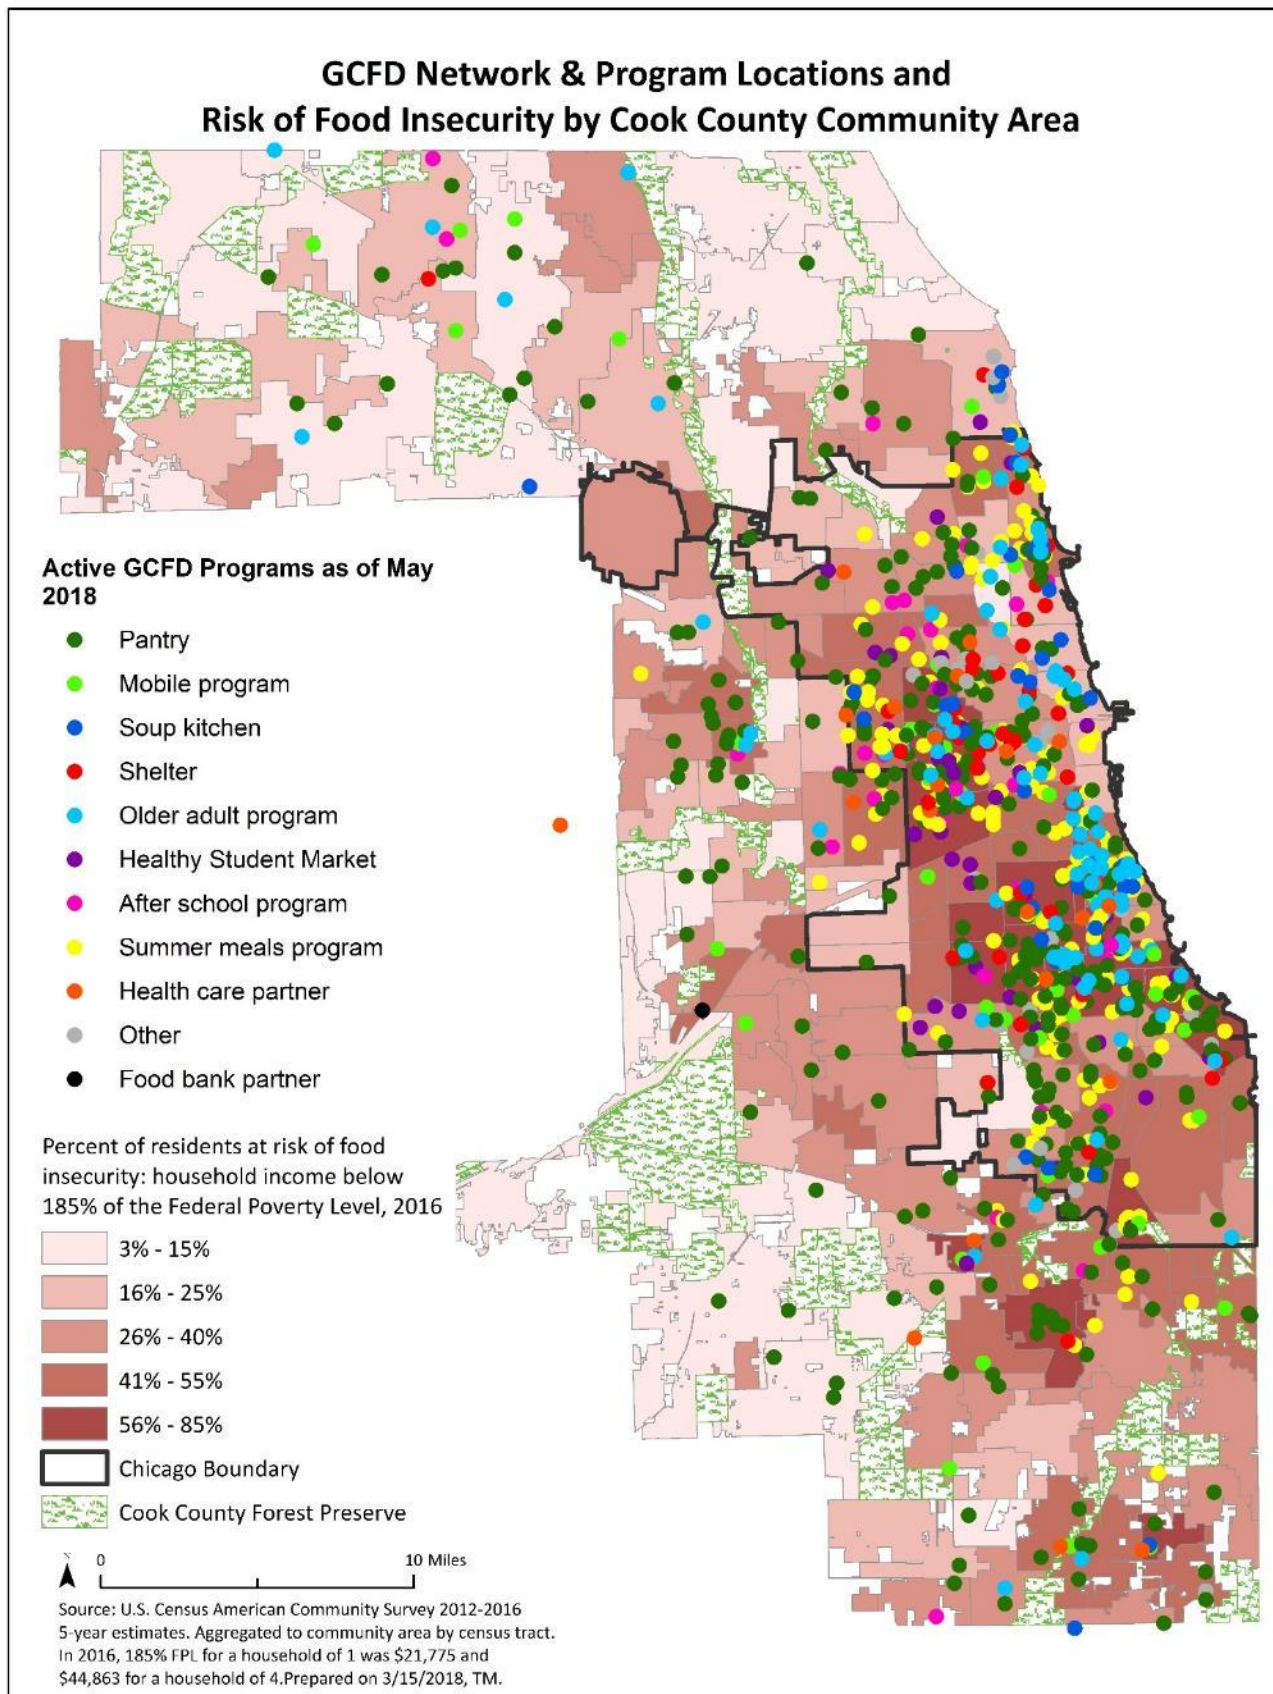 GCFD Network & Program Locations and
Risk of Food Insecurity by Cook County Community Area
Active GCFD Programs as of May
2018
Pantry
Mobile program
Soup kitchen
Shelter
Older adult program
Healthy Student Market
After school program
Summer meals program
Health care partner
Other
Food bank partner
Percent of residents at risk of food
insecurity: household income below
185% of the Federal Poverty Level, 2016
3% - 15%
16% - 25%
26% - 40%
41% - 55%
56% - 85%
Chicago Boundary
Cook County Forest Preserve
N
0 10 Miles
Source: U.S. Census American Community Survey 2012-2016
5-year estimates. Aggregated to community area by census tract.
In 2016, 185% FPL for a household of 1 was $21,775 and
$44,863 for a household of 4.Prepared on 3/15/2018, TM.